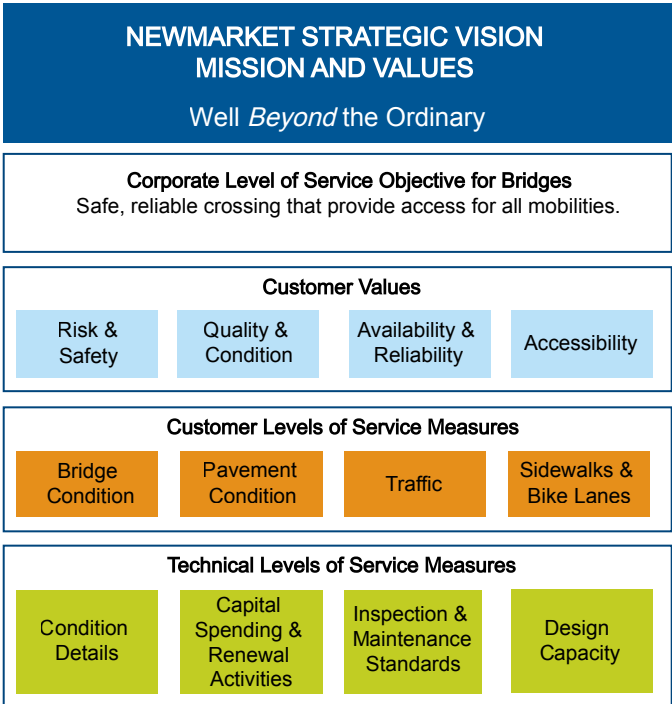 NEWMARKET STRATEGIC VISION
MISSION AND VALUES
Well Beyond the Ordinary
Corporate Level of Service Objective for Bridges
Safe, reliable crossing that provide access for all mobilities.
Customer Values
Risk &
Safety
Quality &
Condition
Availability &
Reliability
Accessibility
Customer Levels of Service Measures
Bridge
Condition
Pavement
Condition
Traffic
Sidewalks &
Bike Lanes
Technical Levels of Service Measures
Condition
Details
Capital
Spending &
Renewal
Activities
Inspection &
Maintenance
Standards
Design
Capacity